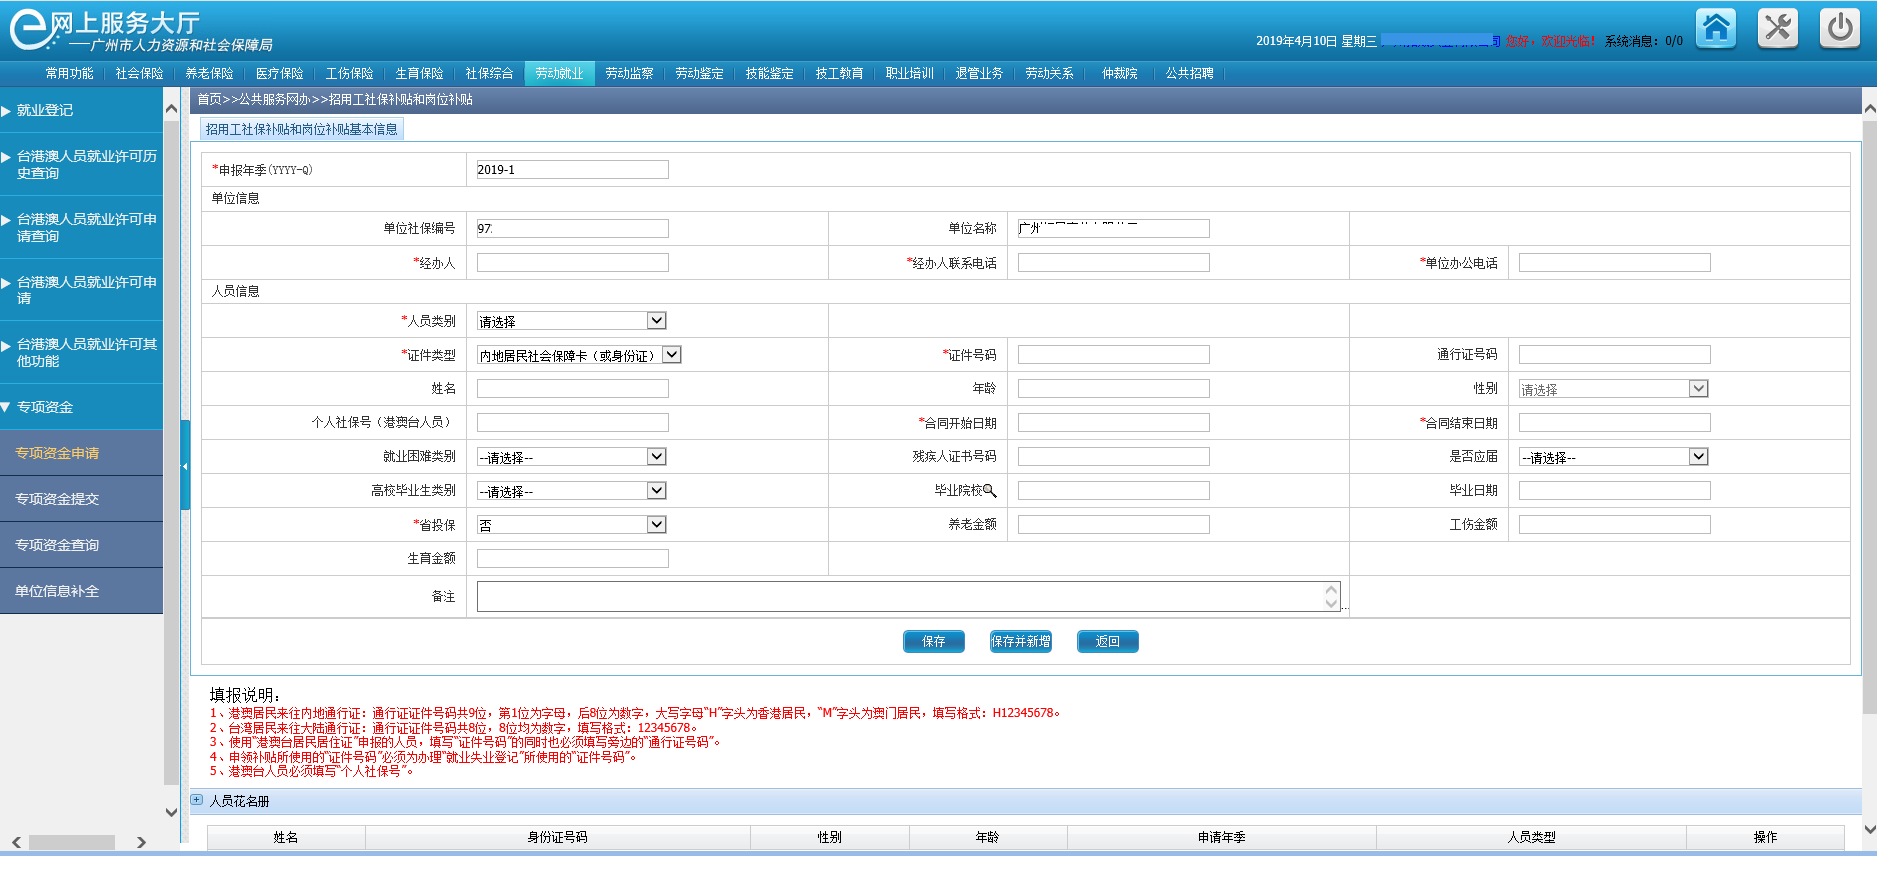 网上服务大厅
——广州市人力资源和社会保障局
2019年4月10日 星期三 司 您好，欢迎光临！ 系统消息：0/0
常用功能 社会保险 养老保险 医疗保险 工伤保险 生育保险 社保综合 劳动就业 劳动监察 劳动鉴定 技能鉴定 技工教育 职业培训 退管业务 劳动关系 仲裁院 公共招聘
就业登记
台港澳人员就业许可历
史查询
台港澳人员就业许可申
请查询
台港澳人员就业许可申
请
台港澳人员就业许可其
他功能
专项资金
专项资金申请
专项资金提交
专项资金查询
单位信息补全
首页>>公共服务网办>>招用工社保补贴和岗位补贴
招用工社保补贴和岗位补贴基本信息
*申报年季(YYYY-Q) 2019-1
单位信息
单位社保编号 97 单位名称 广州
*经办人 *经办人联系电话 *单位办公电话
人员信息
*人员类别 请选择
*证件类型 内地居民社会保障卡（或身份证） *证件号码 通行证号码
姓名 年龄 性别 请选择
个人社保号（港澳台人员） *合同开始日期 *合同结束日期
就业困难类别 --请选择-- 残疾人证书号码 是否应届 --请选择--
高校毕业生类别 --请选择-- 毕业院校 毕业日期
*省投保 否 养老金额 工伤金额
生育金额
备注 ...
保存 保存并新增 返回
填报说明：
1、港澳居民来往内地通行证：通行证证件号码共9位，第1位为字母，后8位为数字，大写字母“H”字头为香港居民，“M”字头为澳门居民，填写格式：H12345678。
2、台湾居民来往大陆通行证：通行证证件号码共8位，8位均为数字，填写格式：12345678。
3、使用“港澳台居民居住证”申报的人员，填写“证件号码”的同时也必须填写旁边的“通行证号码”。
4、申领补贴所使用的“证件号码”必须为办理“就业失业登记”所使用的“证件号码”。
5、港澳台人员必须填写“个人社保号”。
人员花名册
姓名 身份证号码 性别 年龄 申请年季 人员类型 操作